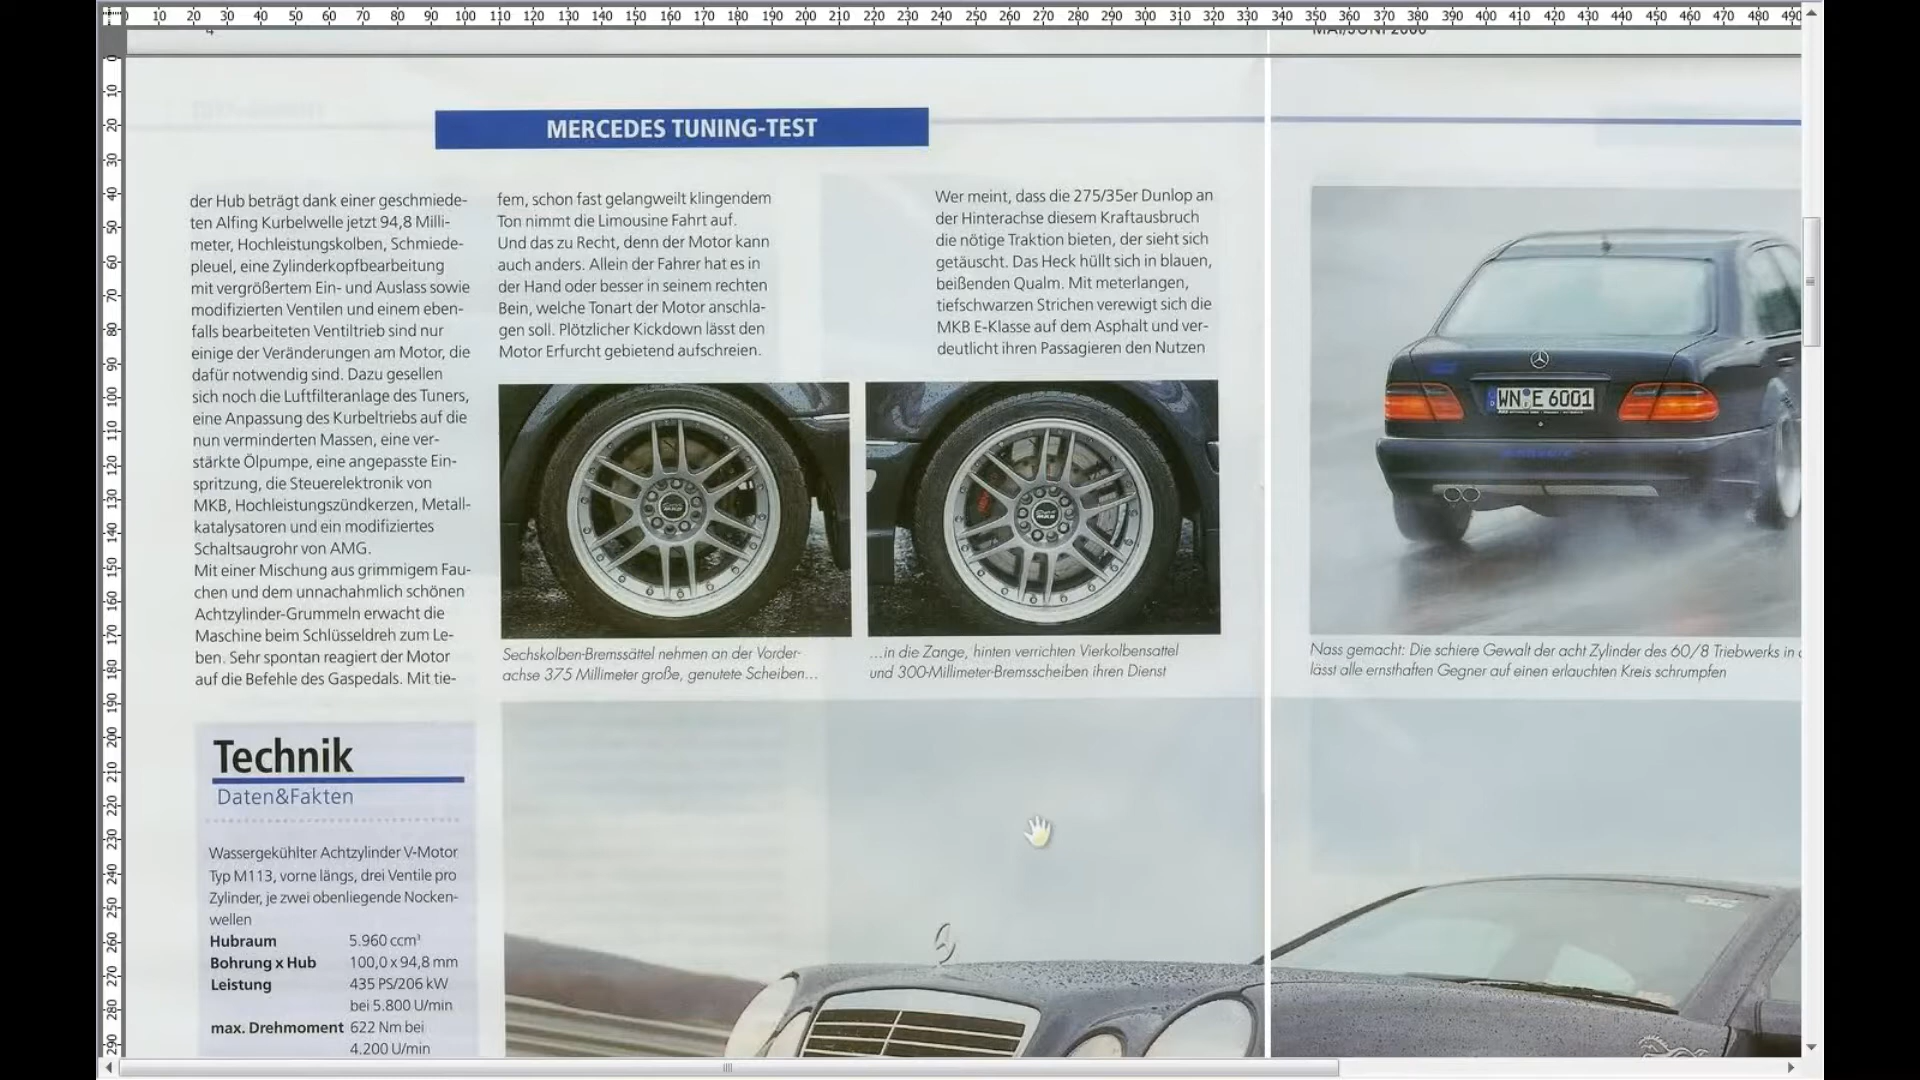 MERCEDES TUNING-TEST
der Hub beträgt dank einer geschmiede-
ten Alfing Kurbelwelle jetzt 94,8 Milli-
meter, Hochleistungskolben, Schmiede-
pleuel, eine Zylinderkopfbearbeitung
mit vergrößertem Ein- und Auslass sowie
modifizierten Ventilen und einem eben-
falls bearbeiteten Ventiltrieb sind nur
einige der Veränderungen am Motor, die
dafür notwendig sind. Dazu gesellen
sich noch die Luftfilteranlage des Tuners,
eine Anpassung des Kurbeltriebs auf die
nun verminderten Massen, eine ver-
stärkte Ölpumpe, eine angepasste Ein-
spritzung, die Steuerelektronik von
MKB, Hochleistungszündkerzen, Metall-
katalysatoren und ein modifiziertes
Schaltsaugrohr von AMG.
Mit einer Mischung aus grimmigem Fau-
chen und dem unnachahmlich schönen
Achtzylinder-Grummeln erwacht die
Maschine beim Schlüsseldreh zum Le-
ben. Sehr spontan reagiert der Motor
auf die Befehle des Gaspedals. Mit tie-
fem, schon fast gelangweilt klingendem
Ton nimmt die Limousine Fahrt auf.
Und das zu Recht, denn der Motor kann
auch anders. Allein der Fahrer hat es in
der Hand oder besser in seinem rechten
Bein, welche Tonart der Motor anschla-
gen soll. Plötzlicher Kickdown lässt den
Motor Erfurcht gebietend aufschreien.
Wer meint, dass die 275/35er Dunlop an
der Hinterachse diesem Kraftausbruch
die nötige Traktion bieten, der sieht sich
getäuscht. Das Heck hüllt sich in blauen,
beißenden Qualm. Mit meterlangen,
tiefschwarzen Strichen verewigt sich die
MKB E-Klasse auf dem Asphalt und ver-
deutlicht ihren Passagieren den Nutzen
WN E 6001
Sechskolben-Bremssättel nehmen an der Vorder-
achse 375 Millimeter große, genutete Scheiben...
...in die Zange, hinten verrichten Vierkolbensattel
und 300-Millimeter-Bremsscheiben ihren Dienst
Nass gemacht: Die schiere Gewalt der acht Zylinder des 60/8 Triebwerks in
lässt alle ernsthaften Gegner auf einen erlauchten Kreis schrumpfen
Technik
Daten&Fakten
Wassergekühlter Achtzylinder V-Motor
Typ M113, vorne längs, drei Ventile pro
Zylinder, je zwei obenliegende Nocken-
wellen
Hubraum 5.960 ccm³
Bohrung x Hub 100,0 x 94,8 mm
Leistung 435 PS/206 kW
bei 5.800 U/min
max. Drehmoment 622 Nm bei
4.200 U/min